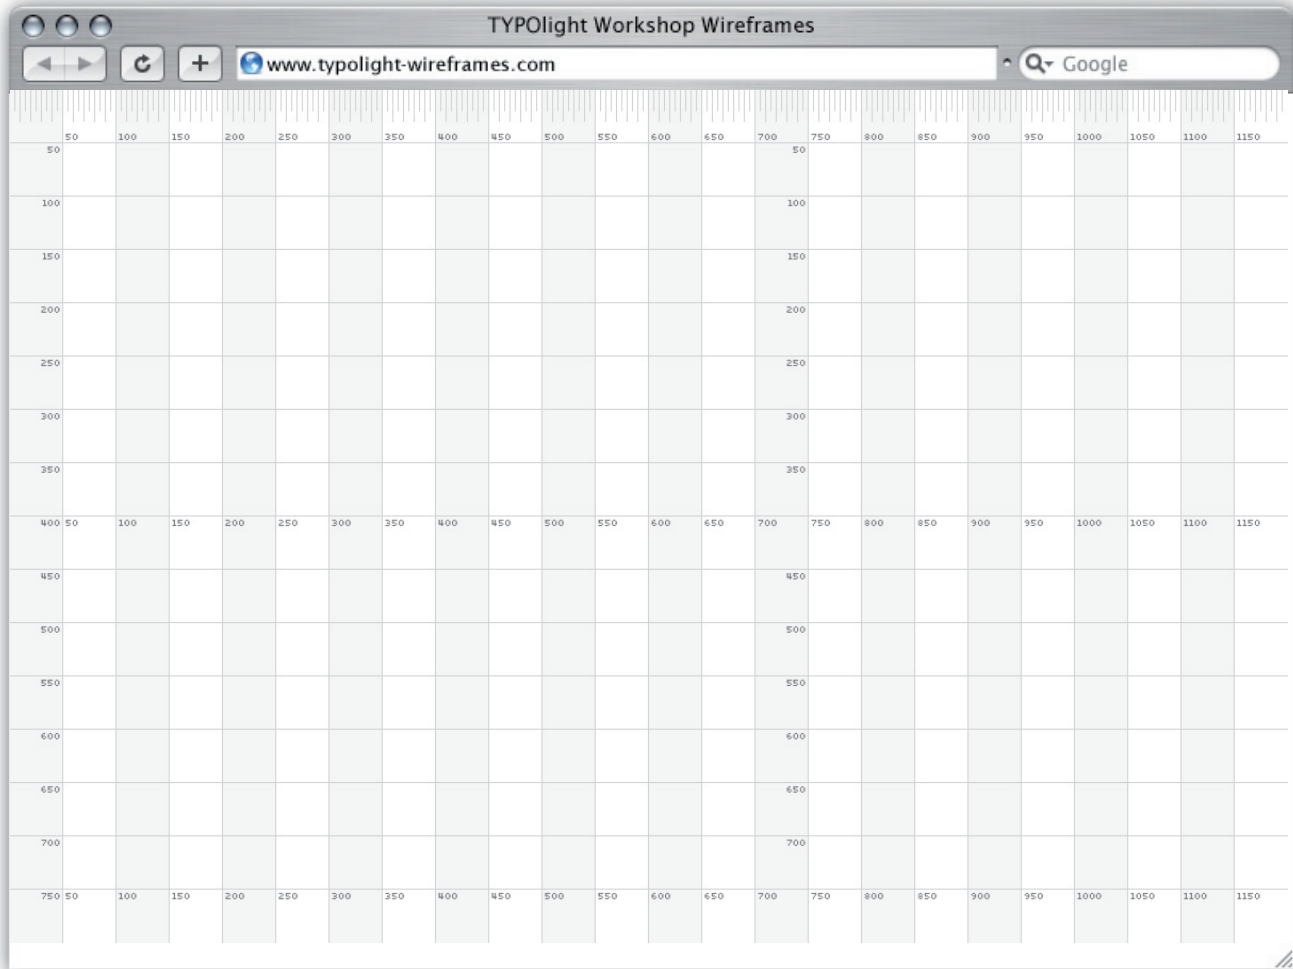 TYPOlight Workshop Wireframes
www.typolight-wireframes.com Google
50 100 150 200 250 300 350 400 450 500 550 600 650 700 750 800 850 900 950 1000 1050 1100 1150
50 50
100 100
150 150
200 200
250 250
300 300
350 350
400 50 100 150 200 250 300 350 400 450 500 550 600 650 700 750 800 850 900 950 1000 1050 1100 1150
450 450
500 500
550 550
600 600
650 650
700 700
750 50 100 150 200 250 300 350 400 450 500 550 600 650 700 750 800 850 900 950 1000 1050 1100 1150